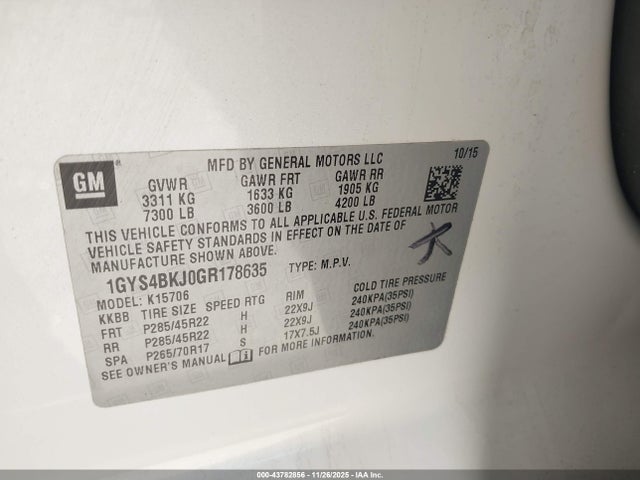 GM
MFD BY GENERAL MOTORS LLC
10/15
GVWR GAWR FRT GAWR RR
3311 KG 1633 KG 1905 KG
7300 LB 3600 LB 4200 LB
THIS VEHICLE CONFORMS TO ALL APPLICABLE U.S. FEDERAL MOTOR
VEHICLE SAFETY STANDARDS IN EFFECT ON THE DATE OF
MANUFACTURE SHOWN ABOVE.
1GYS4BKJ0GR178635 TYPE: M.P.V.
MODEL: K15706
KKBB TIRE SIZE SPEED RTG RIM COLD TIRE PRESSURE
FRT P285/45R22 H 22X9J 240KPA(35PSI)
RR P285/45R22 H 22X9J 240KPA(35PSI)
SPA P265/70R17 S 17X7.5J 240KPA(35PSI)
SEE OWNER'S MANUAL FOR MORE INFORMATION.
000-43782856 - 11/26/2025 - COPYRIGHT IAA, LLC